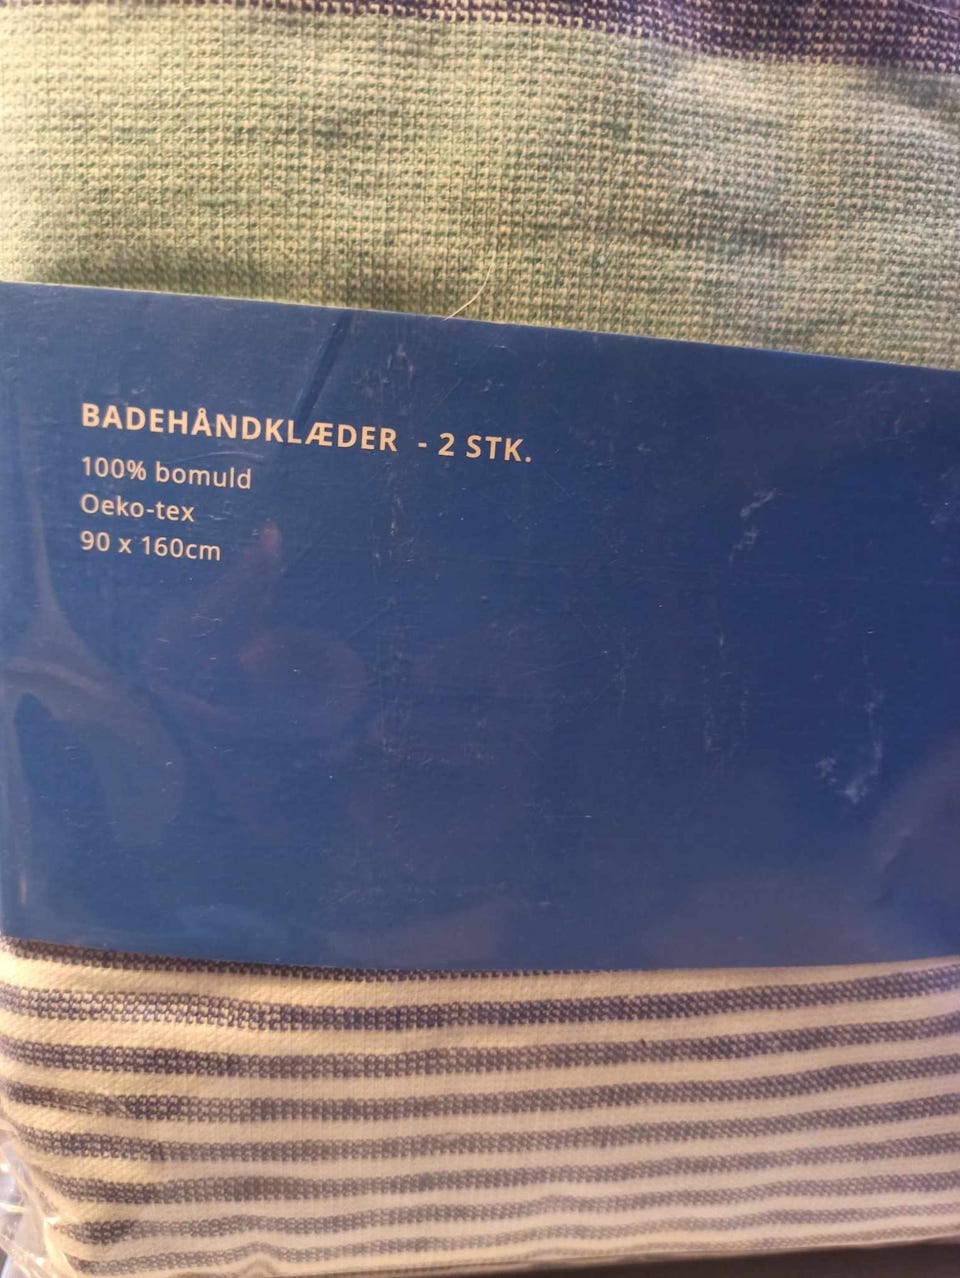 BADEHÅNDKLÆDER - 2 STK.
100% bomuld
Oeko-tex
90 x 160cm